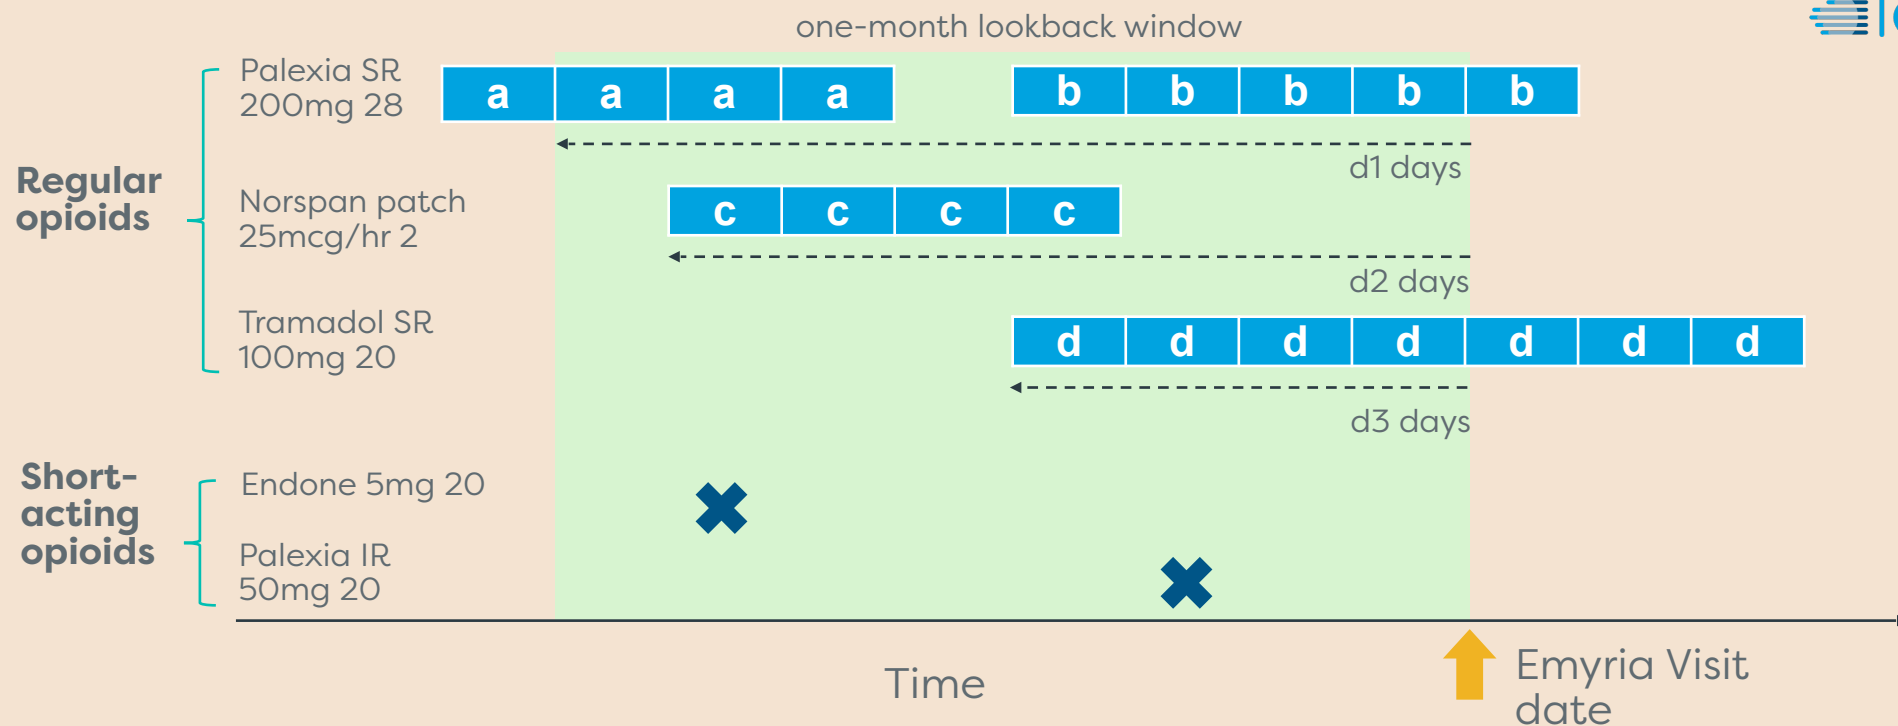 one-month lookback window
Palexia SR
200mg 28
a a a a b b b b b
d1 days
Regular
opioids
Norspan patch
25mcg/hr 2
c c c c
d2 days
Tramadol SR
100mg 20
d d d d d d d
d3 days
Short-
acting
opioids
Endone 5mg 20
Palexia IR
50mg 20
Time
Emyria Visit
date